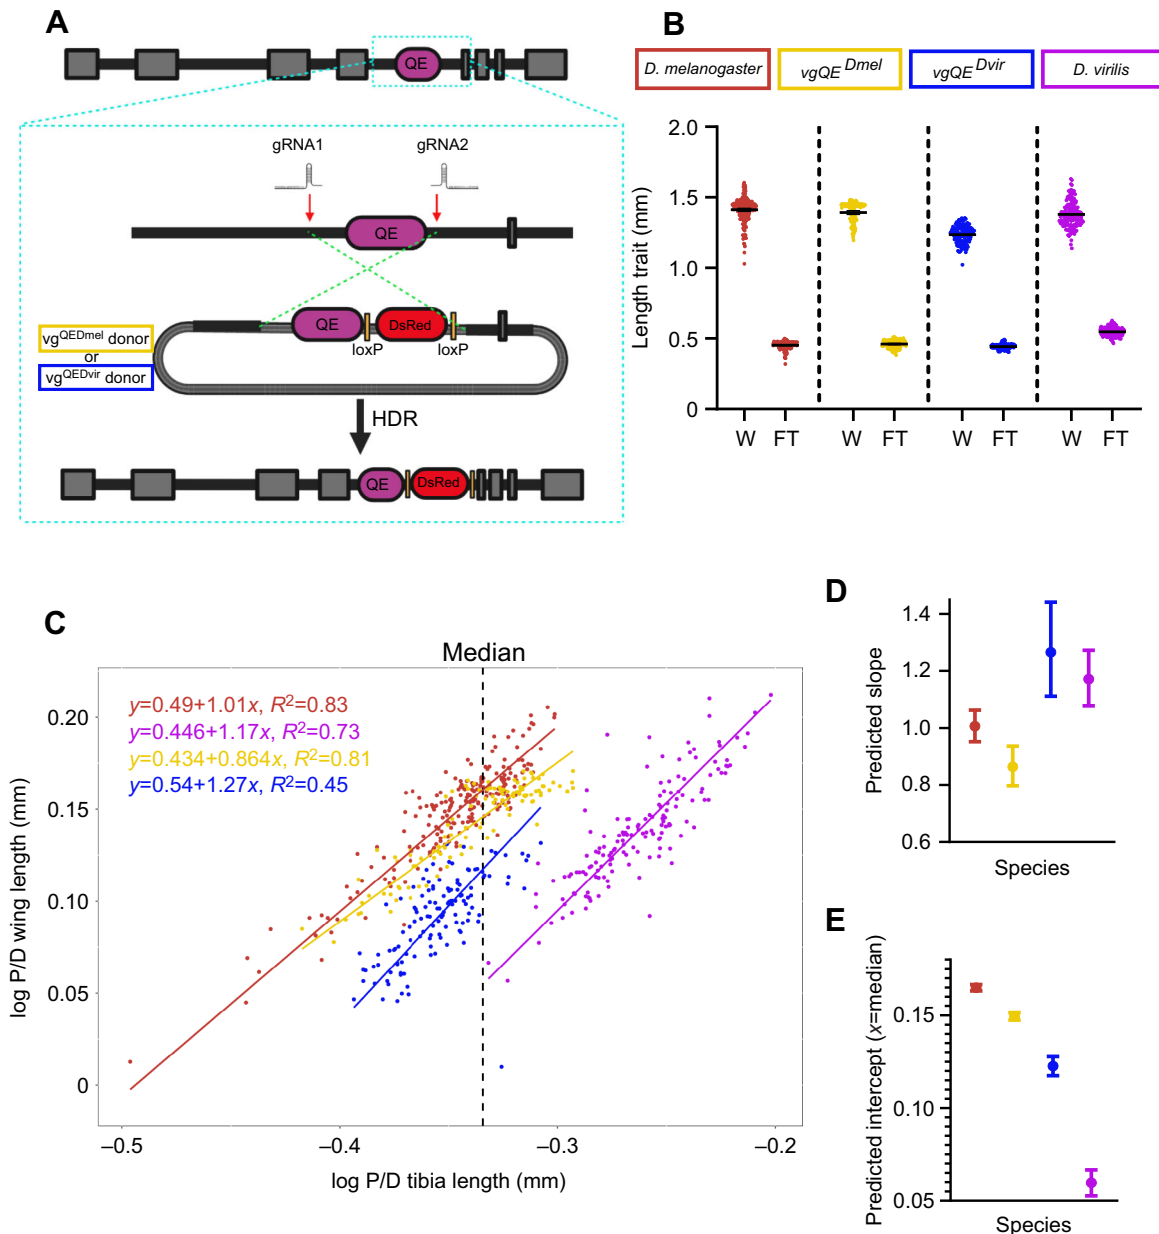 A
QE
gRNA1 gRNA2
QE
QE DsRed
loxP loxP
vgQEDmel donor
or
vgQEDvir donor
HDR
QE DsRed
B
D. melanogaster vgQE Dmel vgQE Dvir D. virilis
Length trait (mm)
2.0
1.5
1.0
0.5
0
W FT W FT W FT W FT
C
Median
y=0.49+1.01x, R2=0.83
y=0.446+1.17x, R2=0.73
y=0.434+0.864x, R2=0.81
y=0.54+1.27x, R2=0.45
log P/D wing length (mm)
0.20
0.15
0.10
0.05
0
–0.5 –0.4 –0.3 –0.2
log P/D tibia length (mm)
D
Predicted slope
1.4
1.2
1.0
0.8
0.6
Species
E
Predicted intercept (x=median)
0.15
0.10
0.05
Species